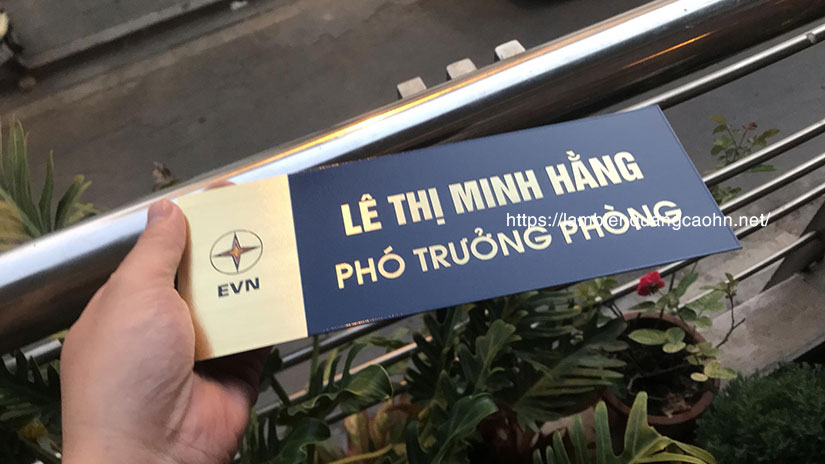 LÊ THỊ MINH HẰNG
https://lambienquangcaohn.net/
PHÓ TRƯỞNG PHÒNG
EVN